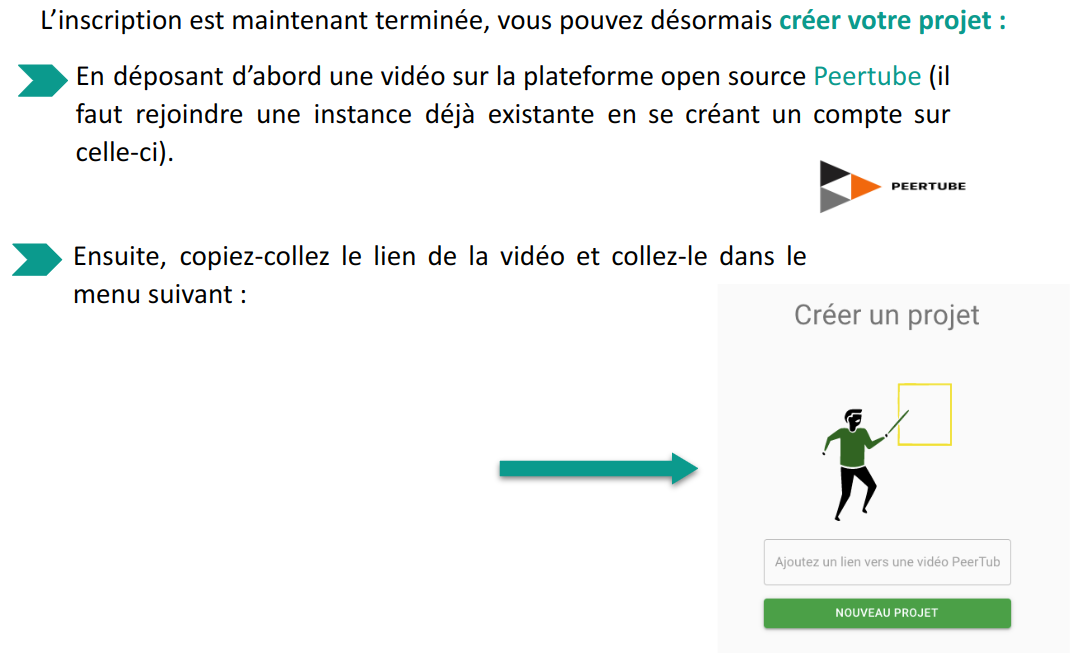 L’inscription est maintenant terminée, vous pouvez désormais créer votre projet :
En déposant d’abord une vidéo sur la plateforme open source Peertube (il
faut rejoindre une instance déjà existante en se créant un compte sur
celle-ci).
PEERTUBE
Ensuite, copiez-collez le lien de la vidéo et collez-le dans le
menu suivant :
Créer un projet
Ajoutez un lien vers une vidéo PeerTub
NOUVEAU PROJET